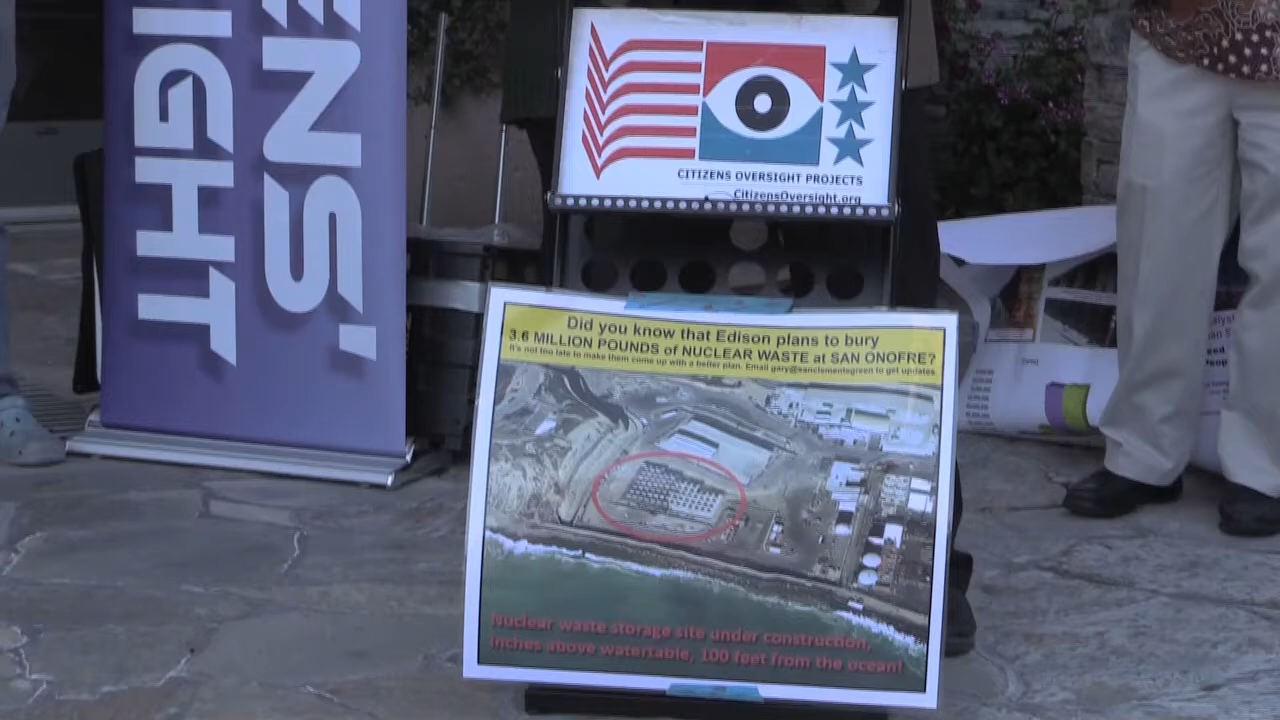 ENS'
IGHT
CITIZENS OVERSIGHT PROJECTS
CitizensOversight.org
Did you know that Edison plans to bury
3.6 MILLION POUNDS of NUCLEAR WASTE at SAN ONOFRE?
It's not too late to make them come up with a better plan. Email gary@sanclementegreen to get updates
Nuclear waste storage site under construction,
inches above watertable, 100 feet from the ocean!